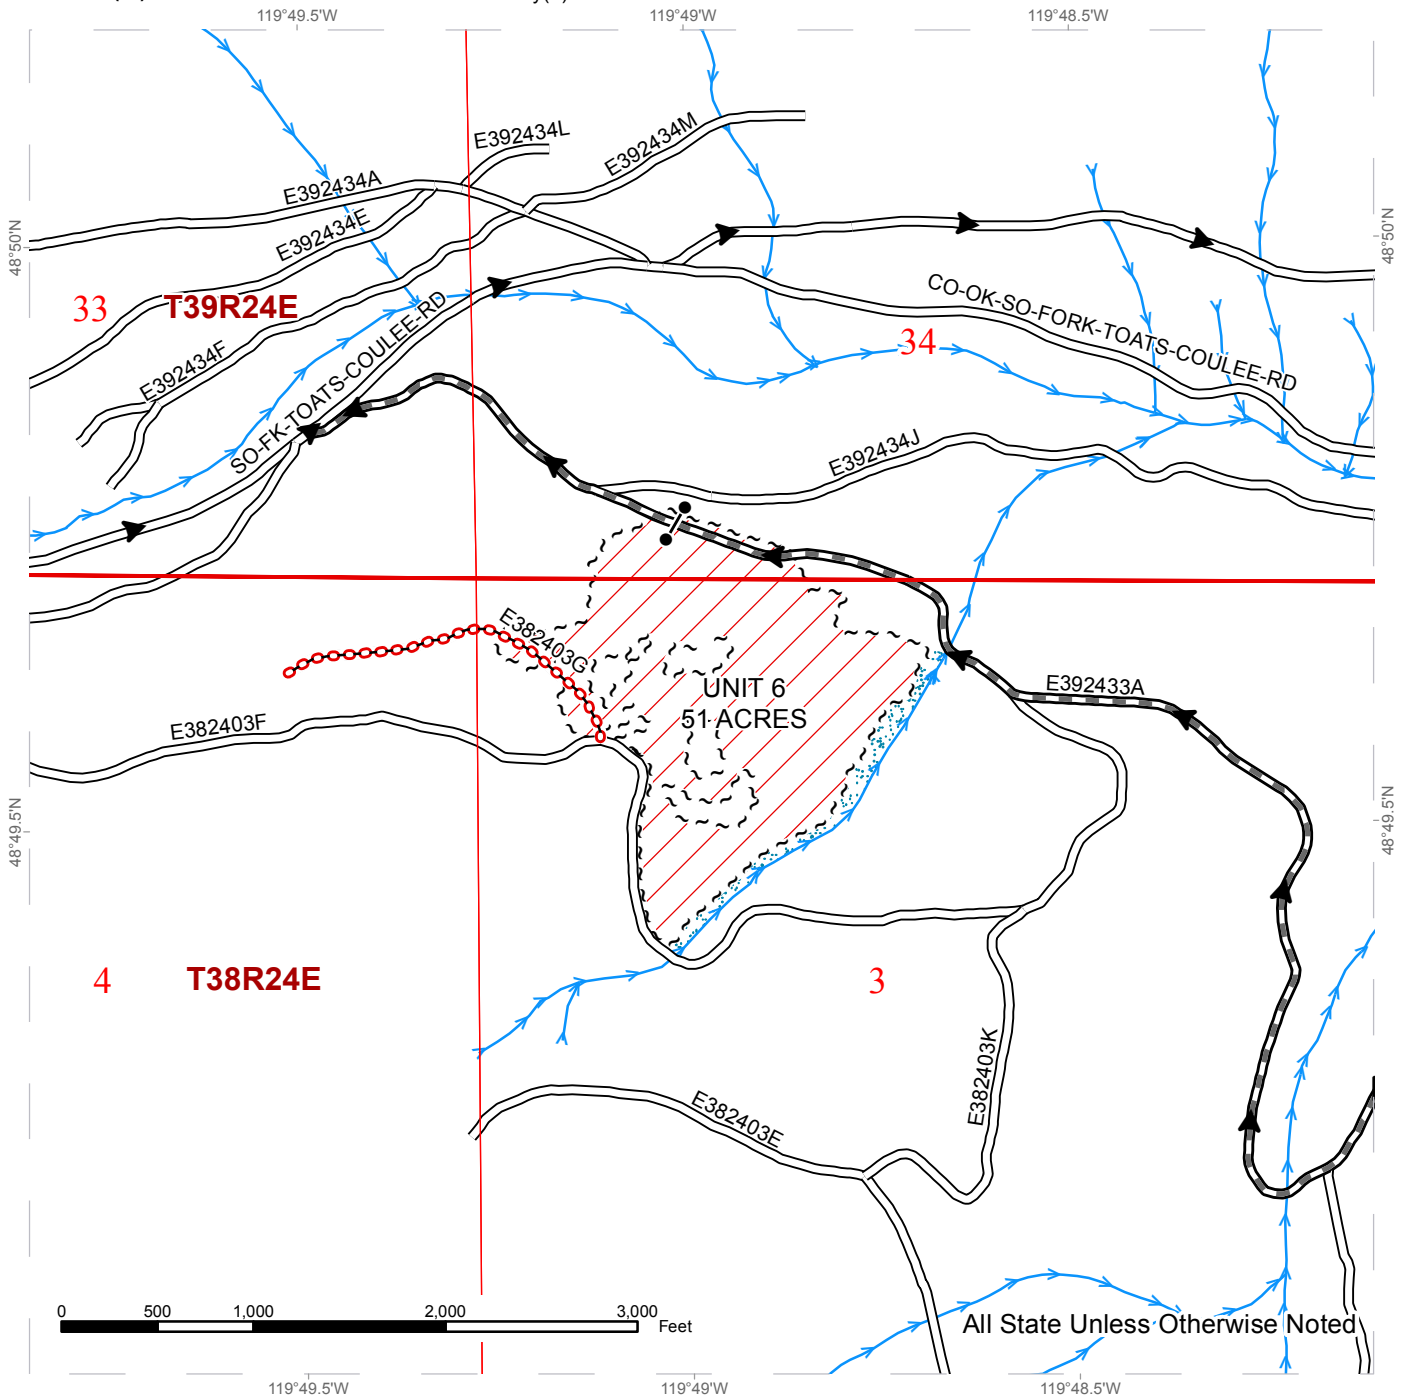 119°49.5'W
119°49'W
119°48.5'W
E392434L
E392434M
E392434A
E392434E
48°50'N
48°50'N
33
T39R24E
CO-OK-SO-FORK-TOATS-COULEE-RD
34
E392434F
SO-FK-TOATS-COULEE-RD
E392434J
E382403G
UNIT 6
51 ACRES
E392433A
E382403F
48°49.5'N
48°49.5'N
4
T38R24E
3
E382403K
E382403E
0
500
1,000
2,000
3,000
Feet
All State Unless Otherwise Noted
119°49.5'W
119°49'W
119°48.5'W